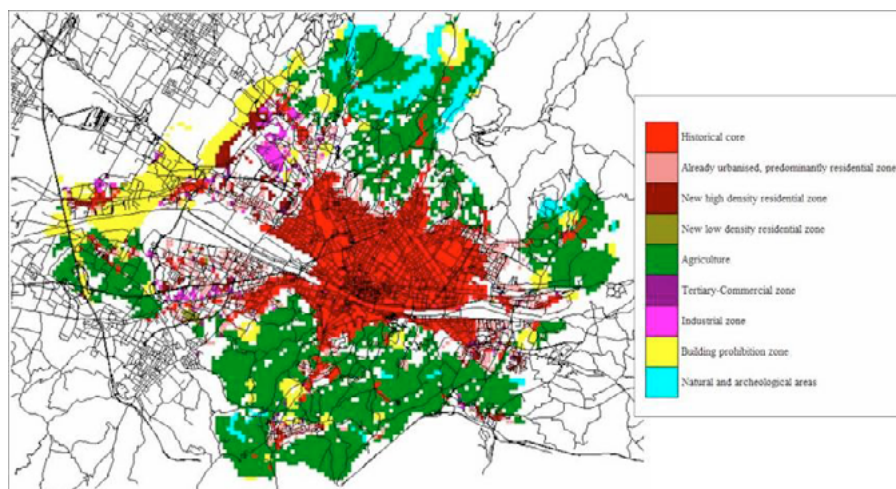 Historical core
Already urbanised, predominantly residential zone
New high density residential zone
New low density residential zone
Agriculture
Tertiary-Commercial zone
Industrial zone
Building prohibition zone
Natural and archeological areas